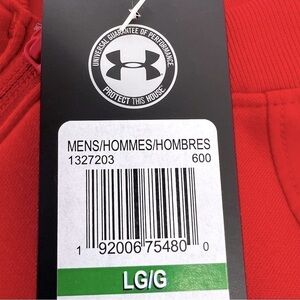 UNIVERSAL GUARANTEE OF PERFORMANCE
PROTECT THIS HOUSE
MENS/HOMMES/HOMBRES
1327203 600
1 92006 75480 0
LG/G